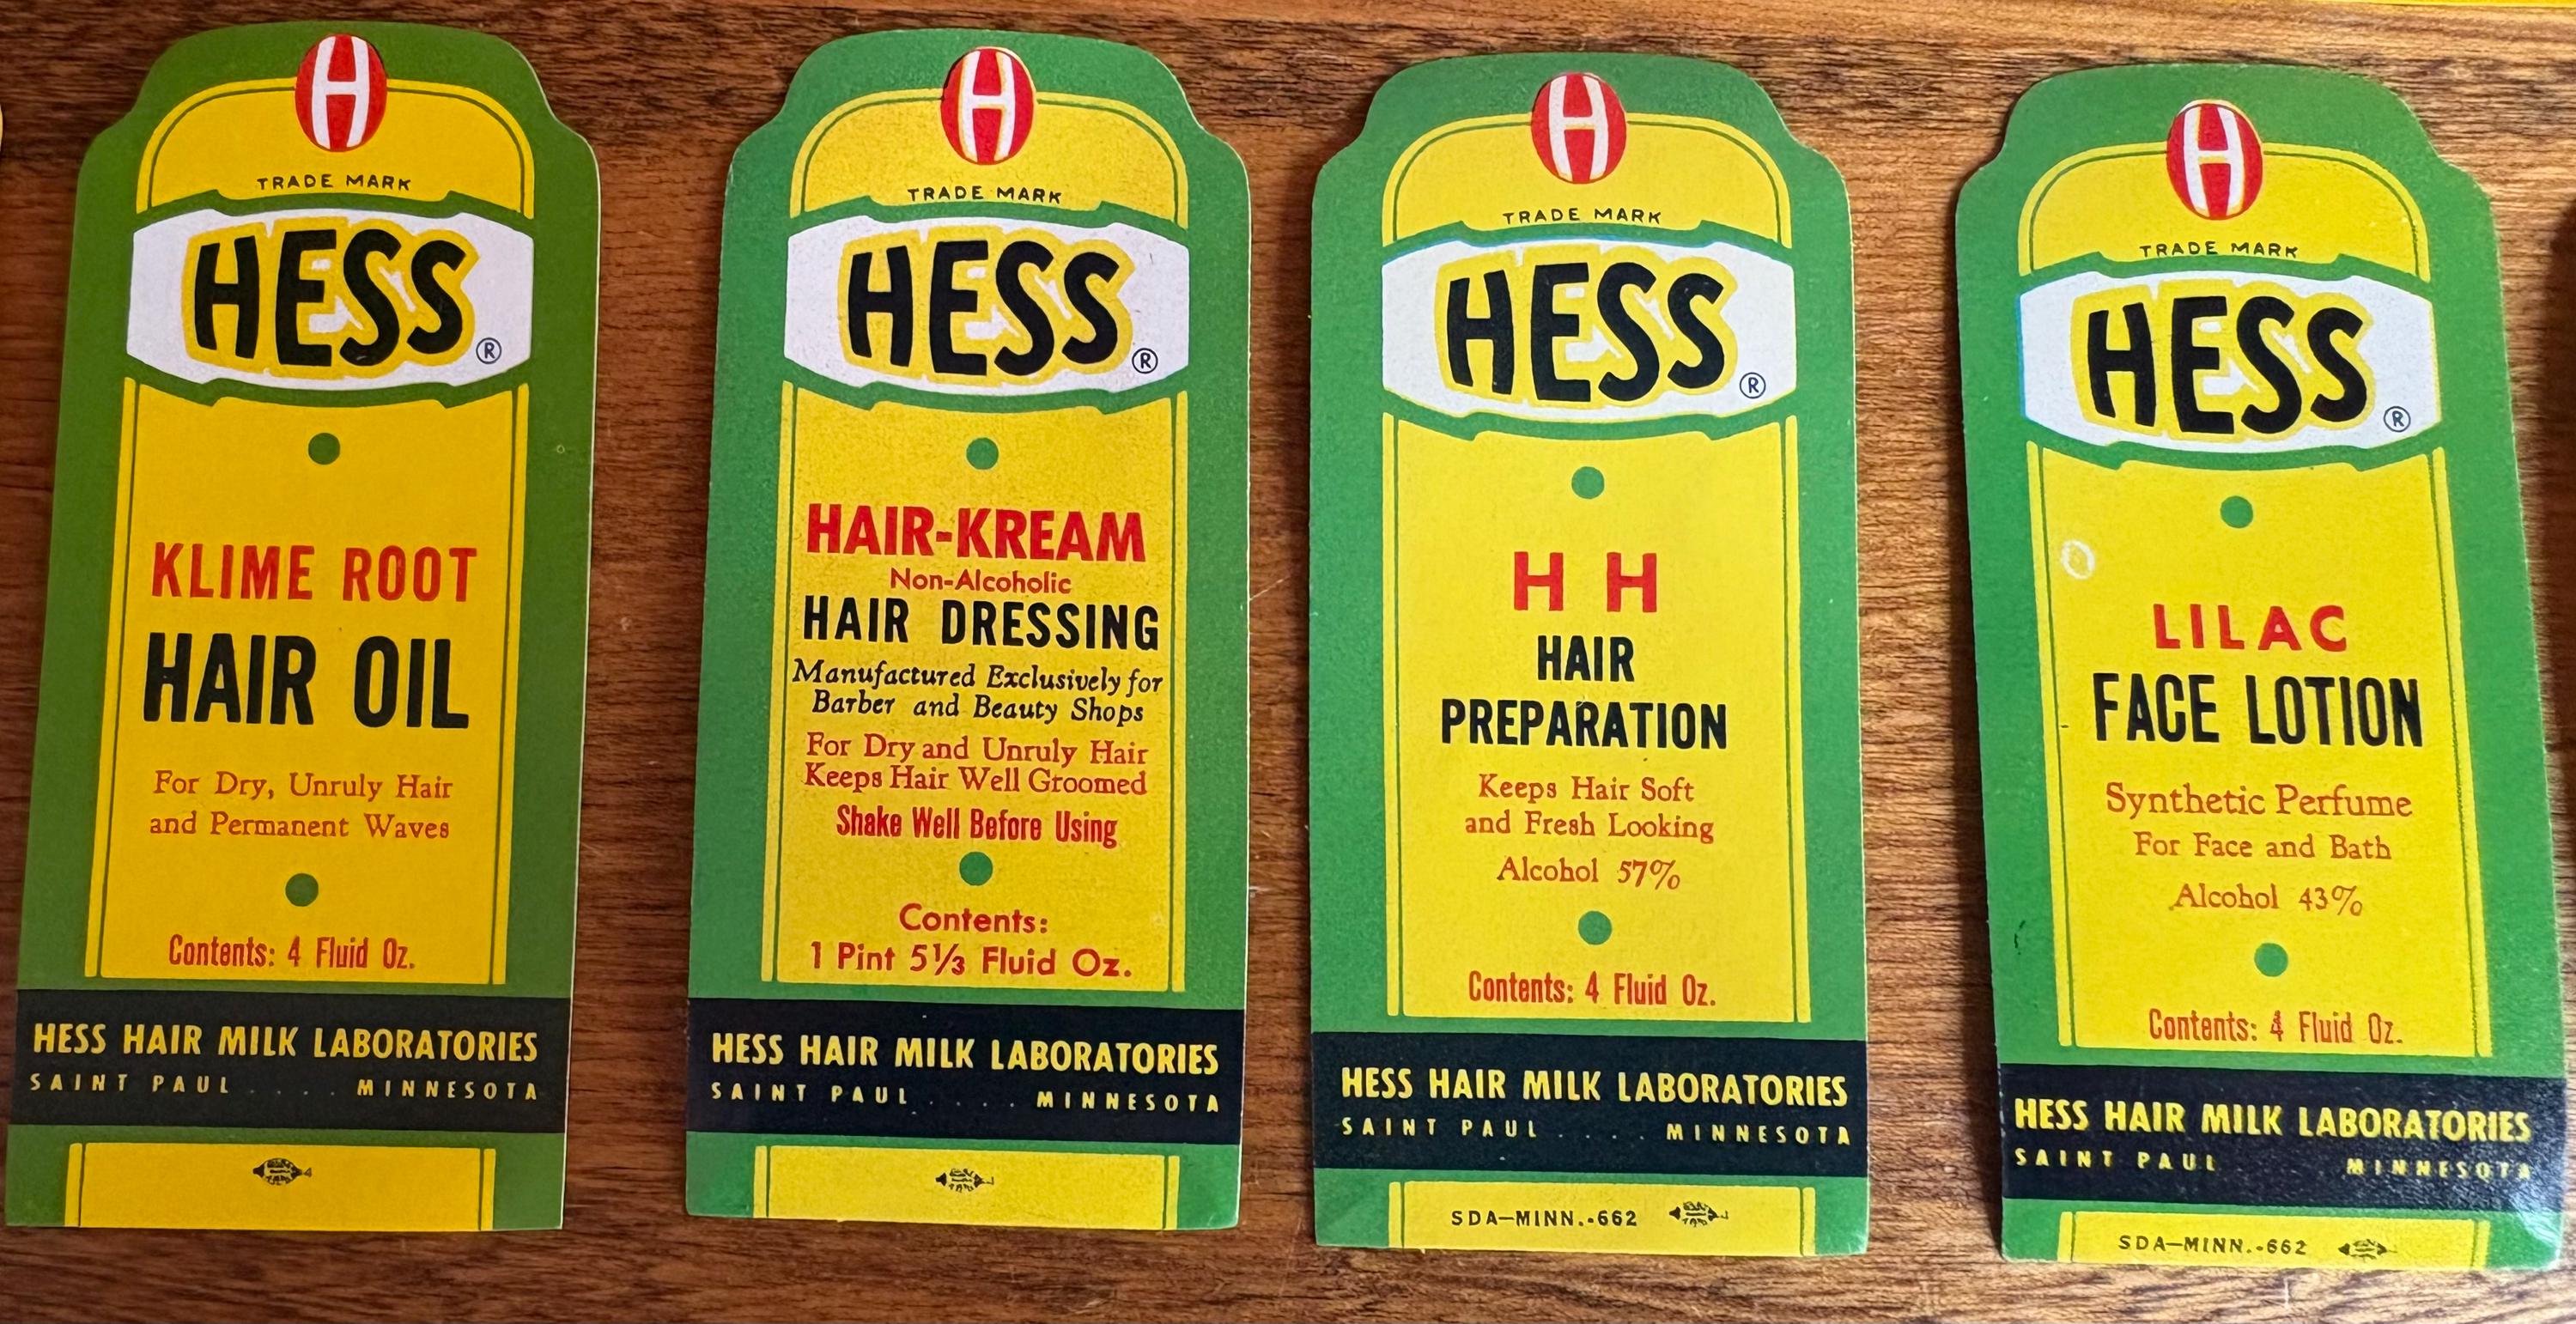 H
TRADE MARK
HESS ®
KLIME ROOT
HAIR OIL
For Dry, Unruly Hair
and Permanent Waves
Contents: 4 Fluid Oz.
HESS HAIR MILK LABORATORIES
SAINT PAUL .... MINNESOTA
4
H
TRADE MARK
HESS ®
HAIR-KREAM
Non-Alcoholic
HAIR DRESSING
Manufactured Exclusively for
Barber and Beauty Shops
For Dry and Unruly Hair
Keeps Hair Well Groomed
Shake Well Before Using
Contents:
1 Pint 5⅓ Fluid Oz.
HESS HAIR MILK LABORATORIES
SAINT PAUL .... MINNESOTA
H
TRADE MARK
HESS ®
H H
HAIR
PREPARATION
Keeps Hair Soft
and Fresh Looking
Alcohol 57%
Contents: 4 Fluid Oz.
HESS HAIR MILK LABORATORIES
SAINT PAUL .... MINNESOTA
SDA—MINN.-662
H
TRADE MARK
HESS ®
LILAC
FACE LOTION
Synthetic Perfume
For Face and Bath
Alcohol 43%
Contents: 4 Fluid Oz.
HESS HAIR MILK LABORATORIES
SAINT PAUL MINNESOTA
SDA—MINN.-662